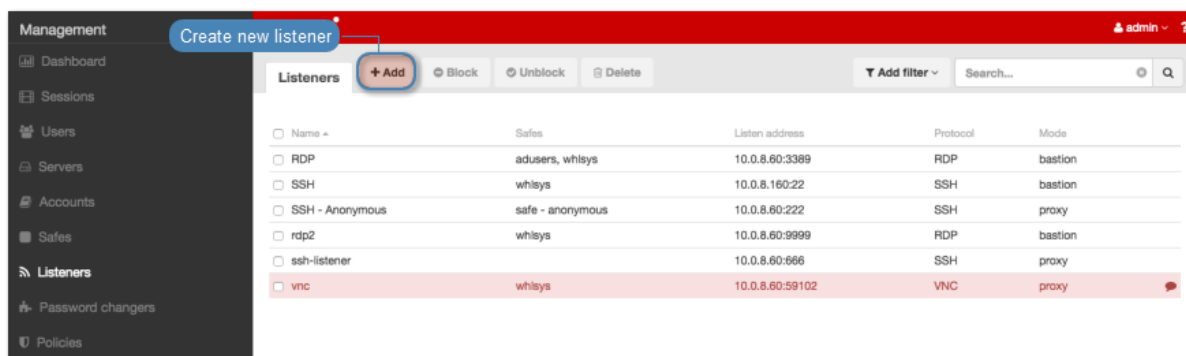 Management
Create new listener
admin
?
Dashboard
Sessions
Users
Servers
Accounts
Safes
Listeners
Password changers
Policies
Listeners + Add Block Unblock Delete Add filter Search...
Name Safes Listen address Protocol Mode
RDP adusers, whlsys 10.0.8.60:3389 RDP bastion
SSH whlsys 10.0.8.160:22 SSH bastion
SSH - Anonymous safe - anonymous 10.0.8.60:222 SSH proxy
rdp2 whlsys 10.0.8.60:9999 RDP bastion
ssh-listener 10.0.8.60:666 SSH proxy
vnc whlsys 10.0.8.60:59102 VNC proxy